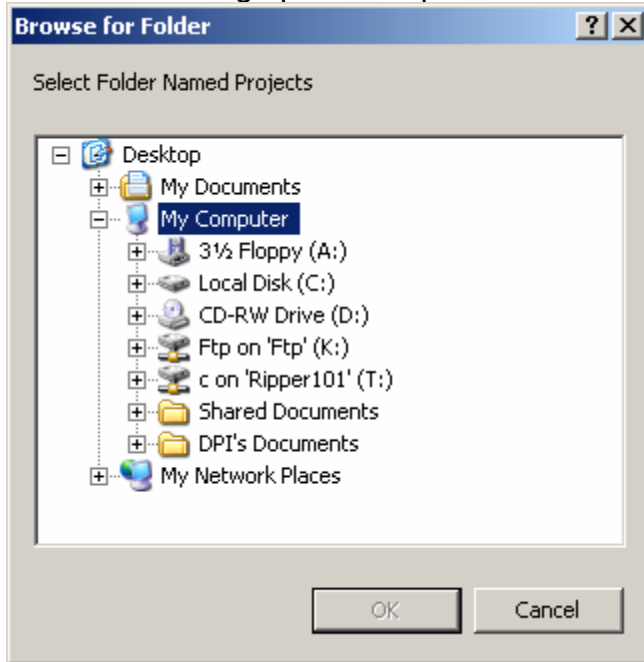 Browse for Folder
Select Folder Named Projects
Desktop
My Documents
My Computer
3½ Floppy (A:)
Local Disk (C:)
CD-RW Drive (D:)
Ftp on 'Ftp' (K:)
c on 'Ripper101' (T:)
Shared Documents
DPI's Documents
My Network Places
OK
Cancel